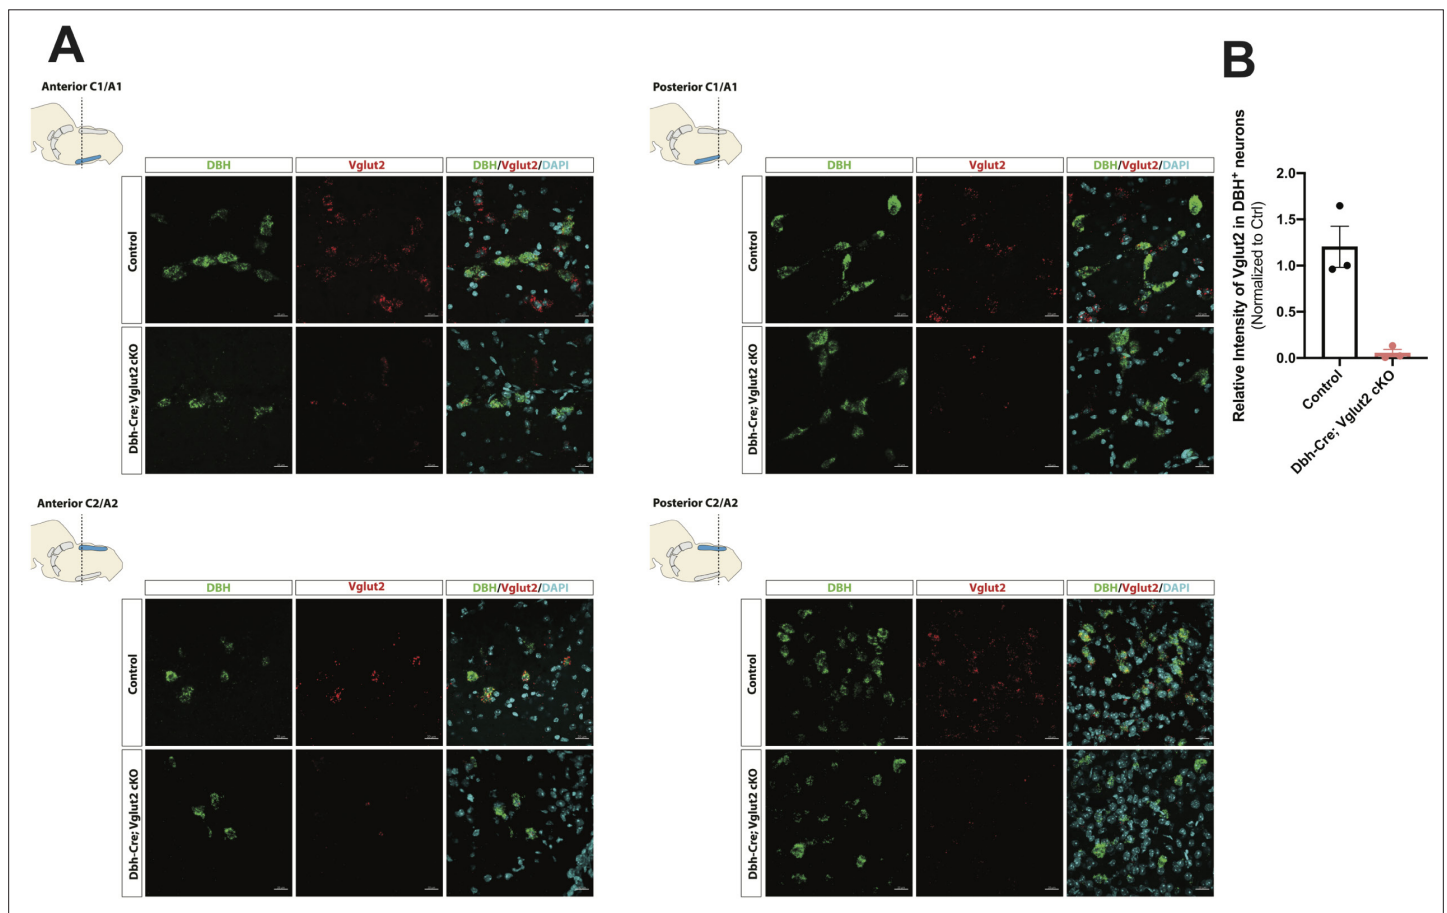 A
B
Anterior C1/A1
DBH
Vglut2
DBH/Vglut2/DAPI
Control
Dbh-Cre; Vglut2 cKO
Posterior C1/A1
DBH
Vglut2
DBH/Vglut2/DAPI
Control
Dbh-Cre; Vglut2 cKO
Relative Intensity of Vglut2 in DBH⁺ neurons
(Normalized to Ctrl)
2.0
1.5
1.0
0.5
0.0
Control
Dbh-Cre; Vglut2 cKO
Anterior C2/A2
DBH
Vglut2
DBH/Vglut2/DAPI
Control
Dbh-Cre; Vglut2 cKO
Posterior C2/A2
DBH
Vglut2
DBH/Vglut2/DAPI
Control
Dbh-Cre; Vglut2 cKO